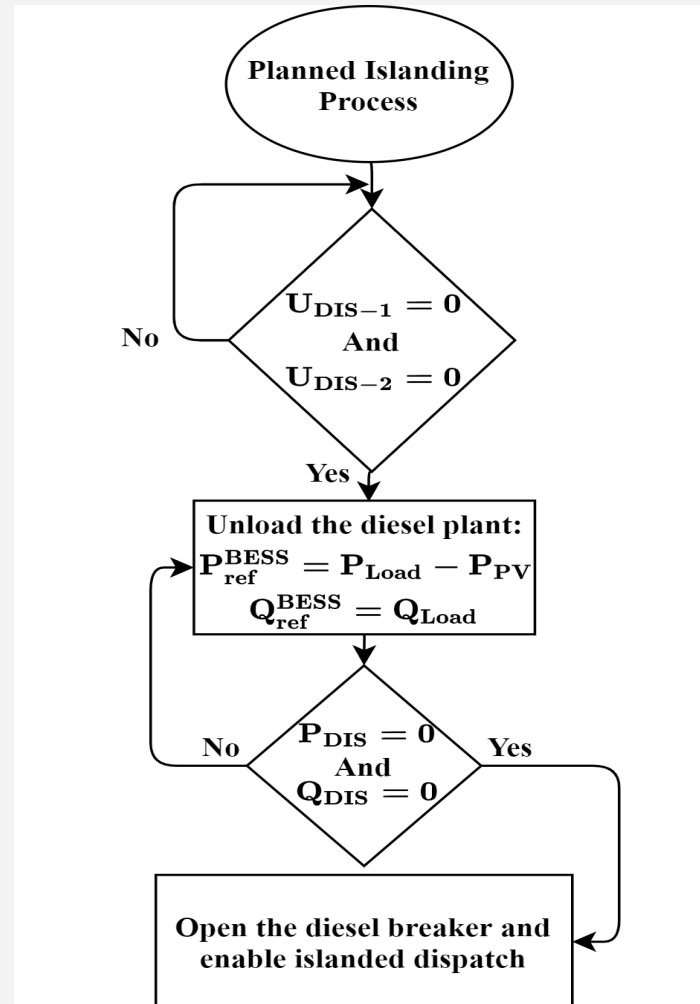 Planned Islanding
Process
U_DIS−1 = 0
No
And
U_DIS−2 = 0
Yes
Unload the diesel plant:
P_ref^BESS = P_Load − P_PV
Q_ref^BESS = Q_Load
P_DIS = 0
No
Yes
And
Q_DIS = 0
Open the diesel breaker and
enable islanded dispatch